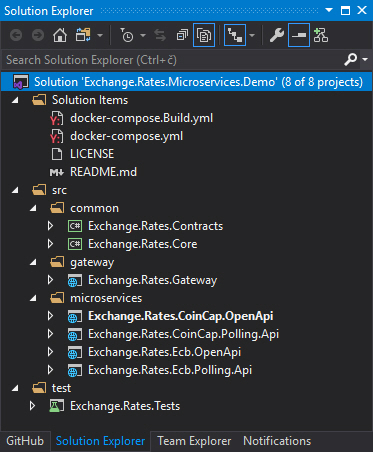 Solution Explorer
Search Solution Explorer (Ctrl+č)
Solution 'Exchange.Rates.Microservices.Demo' (8 of 8 projects)
Solution Items
docker-compose.Build.yml
docker-compose.yml
LICENSE
README.md
src
common
C# Exchange.Rates.Contracts
C# Exchange.Rates.Core
gateway
Exchange.Rates.Gateway
microservices
Exchange.Rates.CoinCap.OpenApi
Exchange.Rates.CoinCap.Polling.Api
Exchange.Rates.Ecb.OpenApi
Exchange.Rates.Ecb.Polling.Api
test
Exchange.Rates.Tests
GitHub Solution Explorer Team Explorer Notifications